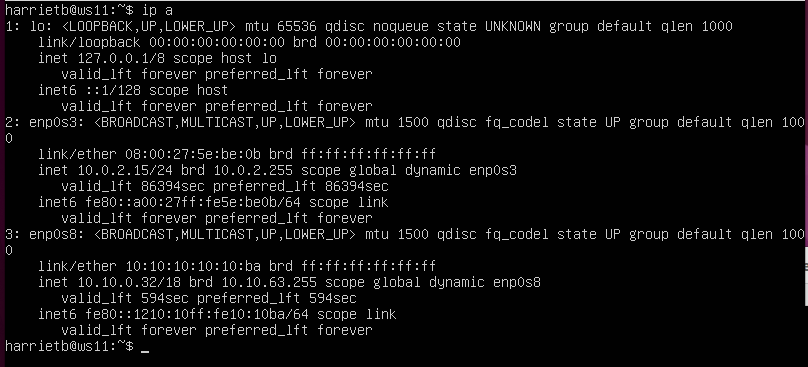 harrietb@ws11:~$ ip a
1: lo: <LOOPBACK,UP,LOWER_UP> mtu 65536 qdisc noqueue state UNKNOWN group default qlen 1000
    link/loopback 00:00:00:00:00:00 brd 00:00:00:00:00:00
    inet 127.0.0.1/8 scope host lo
       valid_lft forever preferred_lft forever
    inet6 ::1/128 scope host
       valid_lft forever preferred_lft forever
2: enp0s3: <BROADCAST,MULTICAST,UP,LOWER_UP> mtu 1500 qdisc fq_codel state UP group default qlen 100
0
    link/ether 08:00:27:5e:be:0b brd ff:ff:ff:ff:ff:ff
    inet 10.0.2.15/24 brd 10.0.2.255 scope global dynamic enp0s3
       valid_lft 86394sec preferred_lft 86394sec
    inet6 fe80::a00:27ff:fe5e:be0b/64 scope link
       valid_lft forever preferred_lft forever
3: enp0s8: <BROADCAST,MULTICAST,UP,LOWER_UP> mtu 1500 qdisc fq_codel state UP group default qlen 100
0
    link/ether 10:10:10:10:10:ba brd ff:ff:ff:ff:ff:ff
    inet 10.10.0.32/18 brd 10.10.63.255 scope global dynamic enp0s8
       valid_lft 594sec preferred_lft 594sec
    inet6 fe80::1210:10ff:fe10:10ba/64 scope link
       valid_lft forever preferred_lft forever
harrietb@ws11:~$ _